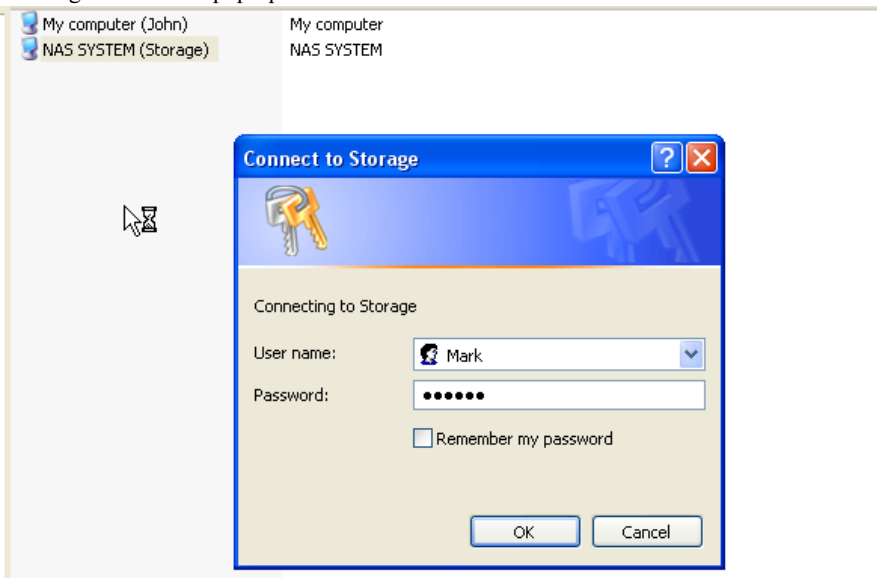 My computer (John) My computer
NAS SYSTEM (Storage) NAS SYSTEM
Connect to Storage
Connecting to Storage
User name: Mark
Password: ••••••
Remember my password
OK Cancel